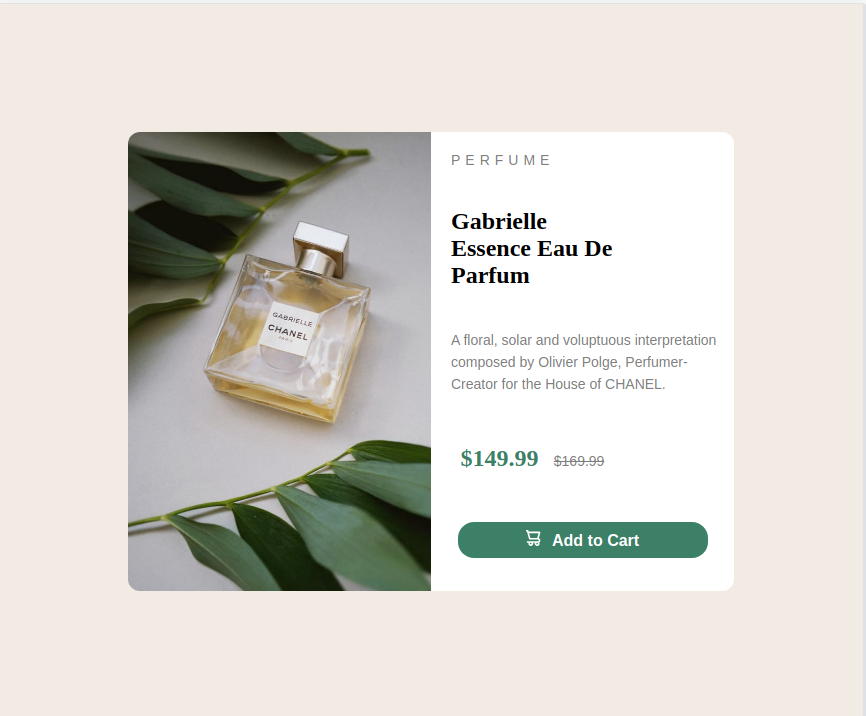 PERFUME
Gabrielle
Essence Eau De
Parfum
A floral, solar and voluptuous interpretation
composed by Olivier Polge, Perfumer-
Creator for the House of CHANEL.
$149.99 $169.99
Add to Cart
GABRIELLE
CHANEL
PARIS